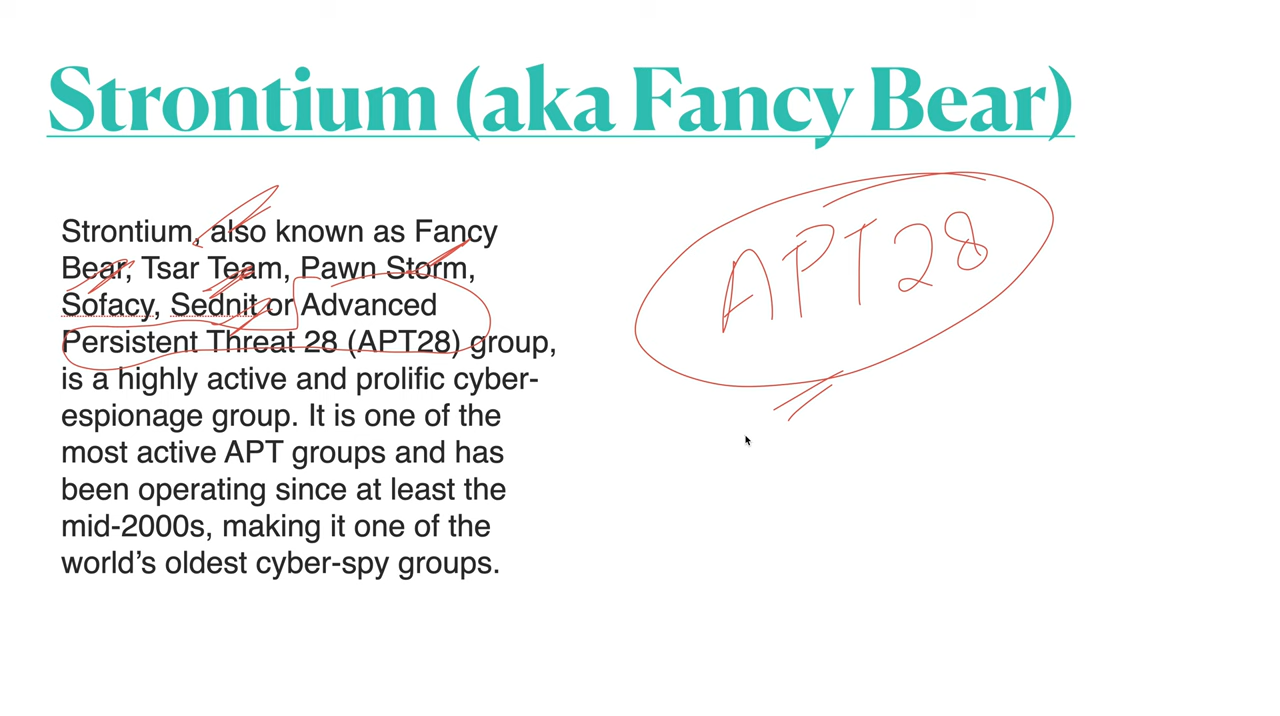 Strontium (aka Fancy Bear)
Strontium, also known as Fancy
Bear, Tsar Team, Pawn Storm,
Sofacy, Sednit or Advanced
Persistent Threat 28 (APT28) group,
is a highly active and prolific cyber-
espionage group. It is one of the
most active APT groups and has
been operating since at least the
mid-2000s, making it one of the
world’s oldest cyber-spy groups.
APT28